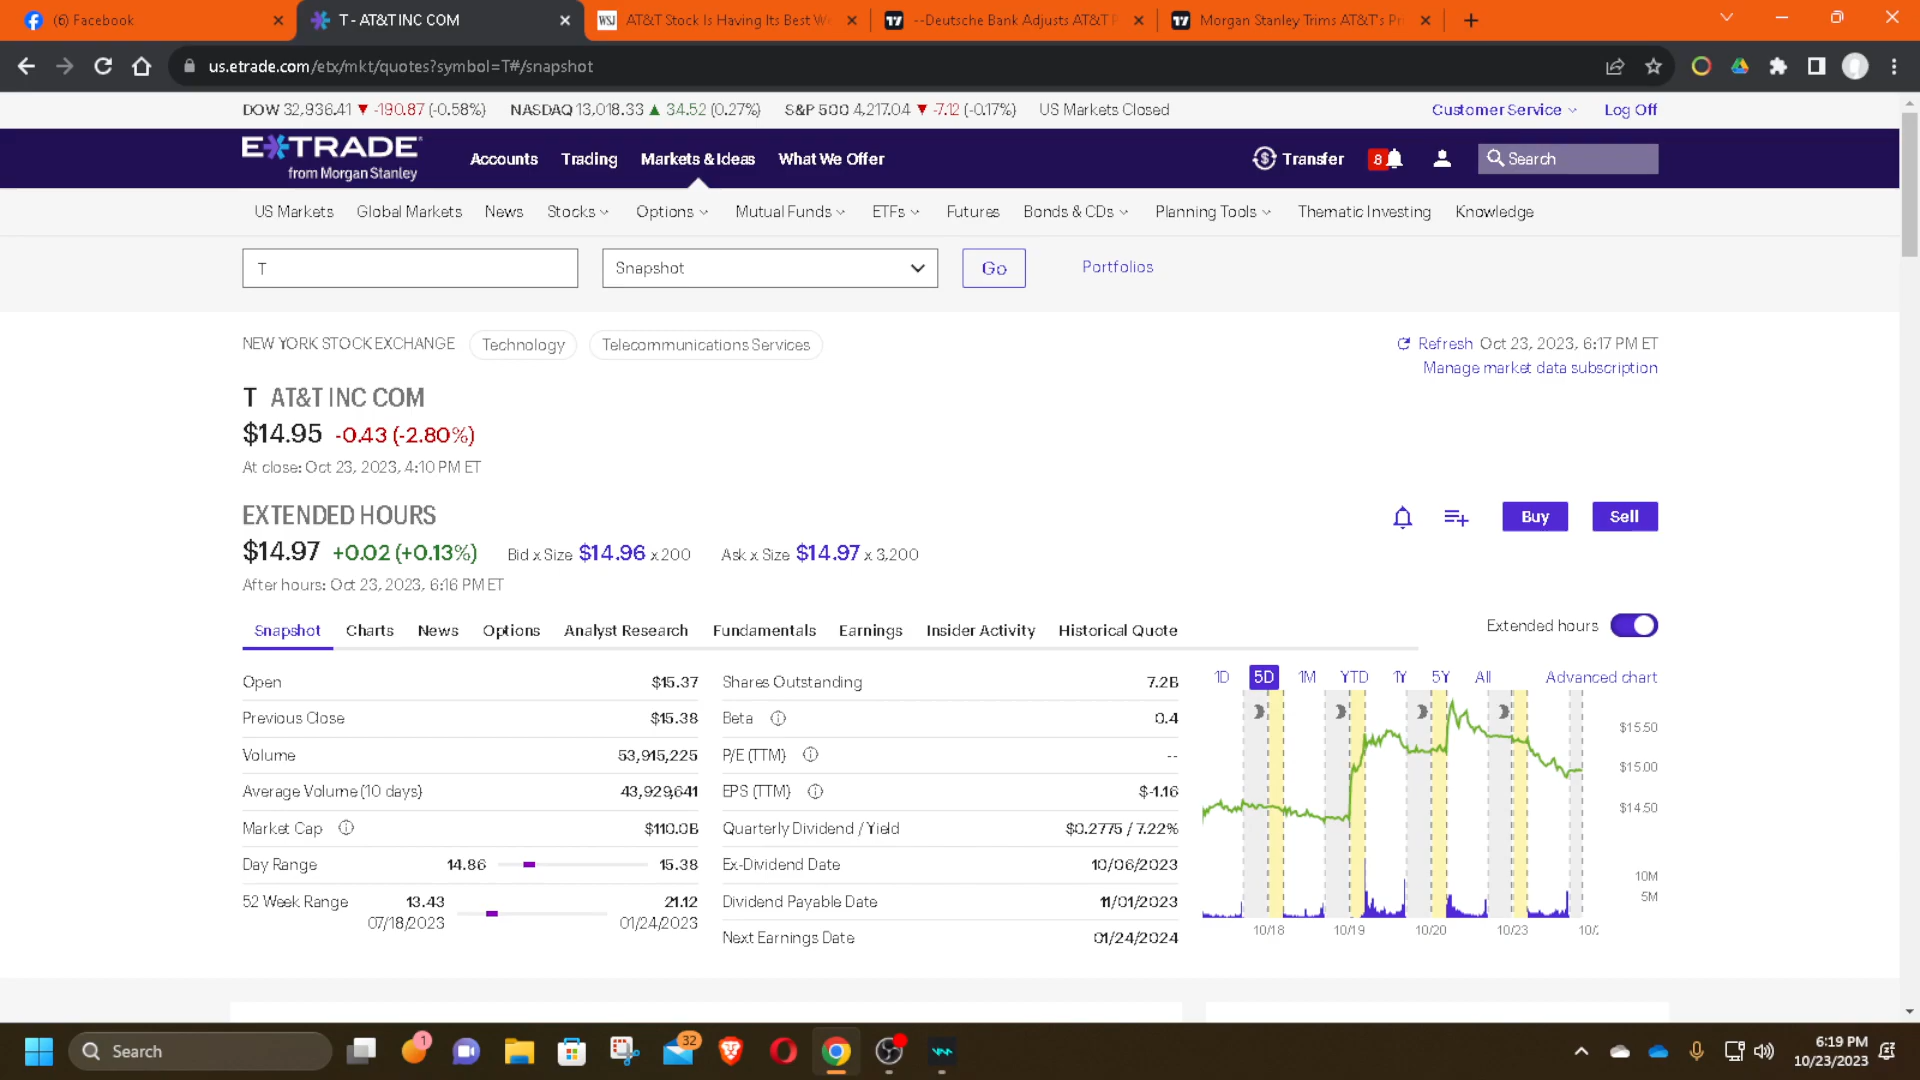 (6) Facebook
T - AT&T INC COM
WSJ AT&T Stock Is Having Its Best W
--Deutsche Bank Adjusts AT&T P
Morgan Stanley Trims AT&T's Pri
us.etrade.com/etx/mkt/quotes?symbol=T#/snapshot
DOW 32,936.41 ▼ -190.87 (-0.58%) NASDAQ 13,018.33 ▲ 34.52 (0.27%) S&P 500 4,217.04 ▼ -7.12 (-0.17%) US Markets Closed Customer Service Log Off
E*TRADE
from Morgan Stanley
Accounts Trading Markets & Ideas What We Offer Transfer 8 Search
US Markets Global Markets News Stocks Options Mutual Funds ETFs Futures Bonds & CDs Planning Tools Thematic Investing Knowledge
T Snapshot Go Portfolios
NEW YORK STOCK EXCHANGE Technology Telecommunications Services Refresh Oct 23, 2023, 6:17 PM ET
Manage market data subscription
T AT&T INC COM
$14.95 -0.43 (-2.80%)
At close: Oct 23, 2023, 4:10 PM ET
EXTENDED HOURS Buy Sell
$14.97 +0.02 (+0.13%) Bid x Size $14.96 x 200 Ask x Size $14.97 x 3,200
After hours: Oct 23, 2023, 6:16 PM ET
Snapshot Charts News Options Analyst Research Fundamentals Earnings Insider Activity Historical Quote Extended hours
Open $15.37
Previous Close $15.38
Volume 53,915,225
Average Volume (10 days) 43,929,641
Market Cap $110.0B
Day Range 14.86 15.38
52 Week Range 13.43 21.12
07/18/2023 01/24/2023
Shares Outstanding 7.2B
Beta 0.4
P/E (TTM) --
EPS (TTM) $-1.16
Quarterly Dividend / Yield $0.2775 / 7.22%
Ex-Dividend Date 10/06/2023
Dividend Payable Date 11/01/2023
Next Earnings Date 01/24/2024
1D 5D 1M YTD 1Y 5Y All Advanced chart
$15.50
$15.00
$14.50
10M
5M
10/18 10/19 10/20 10/23 10/2
Search
1
32
6:19 PM
10/23/2023